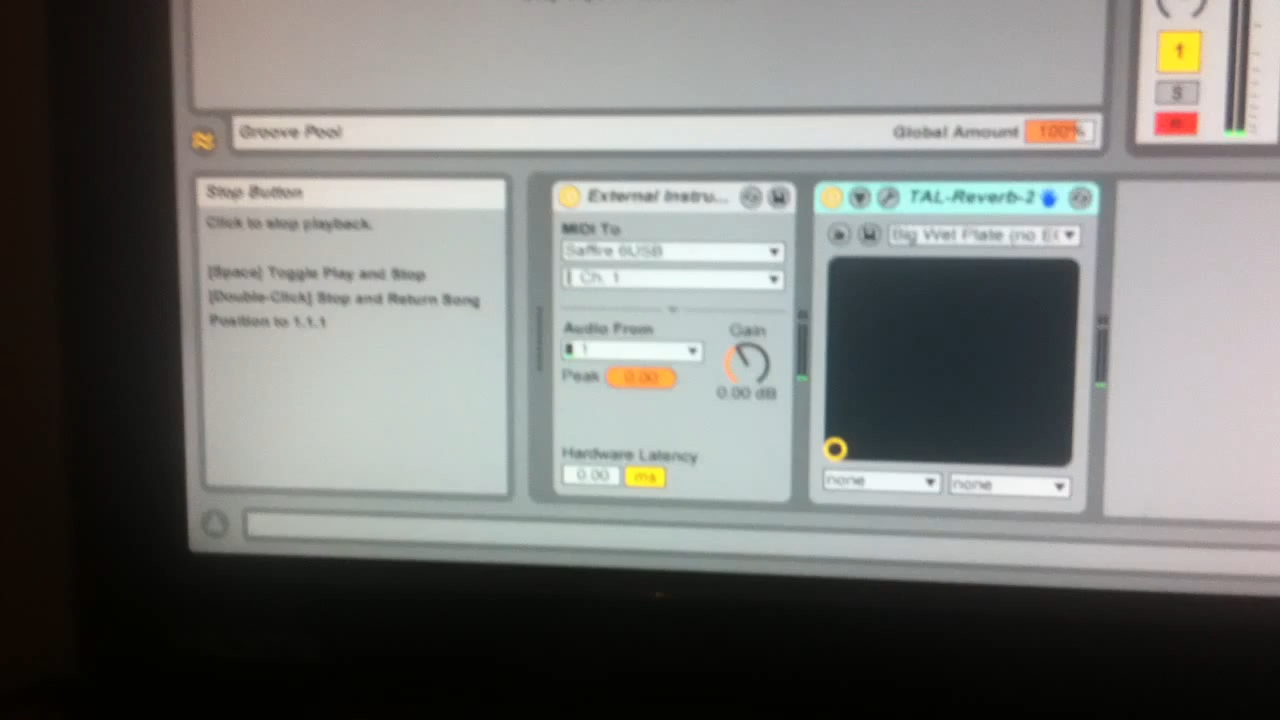 1
S
Groove Pool
Global Amount 100%
Stop Button
Click to stop playback.
[Space] Toggle Play and Stop
[Double-Click] Stop and Return Song
Position to 1.1.1
External Instru...
MIDI To
Saffire 6USB
Ch. 1
Audio From
1
Gain
Peak 0.00
0.00 dB
Hardware Latency
0.00 ms
TAL-Reverb-2
Big Wet Plate (no
none
none